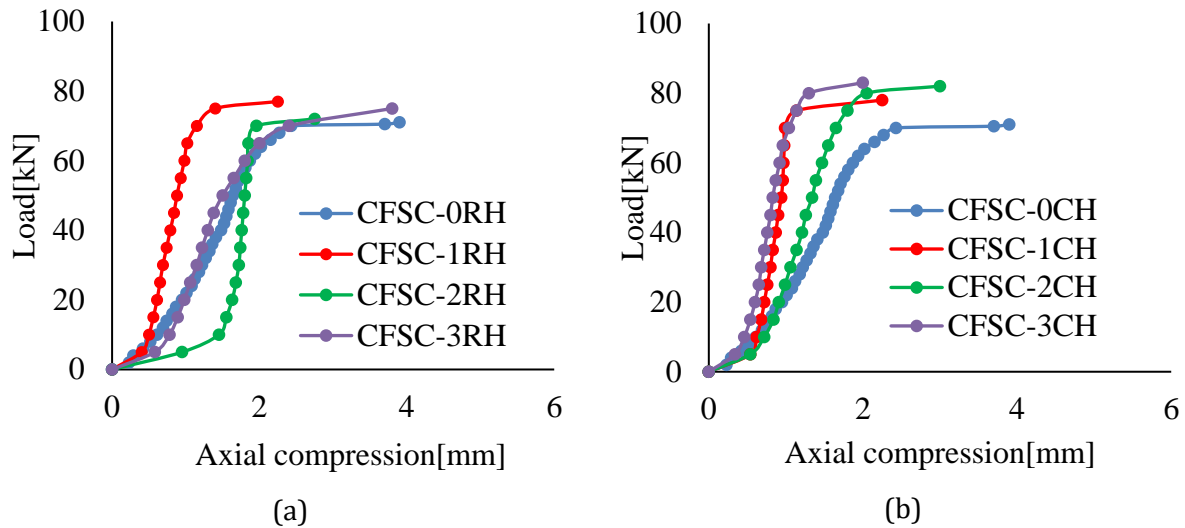 100
80
60
40
20
0
Load[kN]
0 2 4 6
Axial compression[mm]
CFSC-0RH
CFSC-1RH
CFSC-2RH
CFSC-3RH
(a)
100
80
60
40
20
0
Load[kN]
0 2 4 6
Axial compression[mm]
CFSC-0CH
CFSC-1CH
CFSC-2CH
CFSC-3CH
(b)